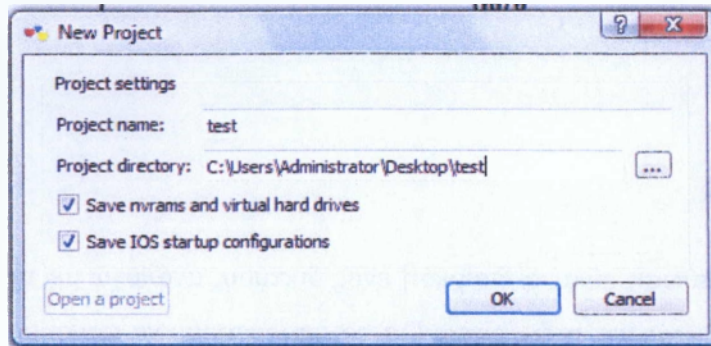 New Project
Project settings
Project name: test
Project directory: C:\Users\Administrator\Desktop\test
...
Save nvrams and virtual hard drives
Save IOS startup configurations
Open a project
OK
Cancel